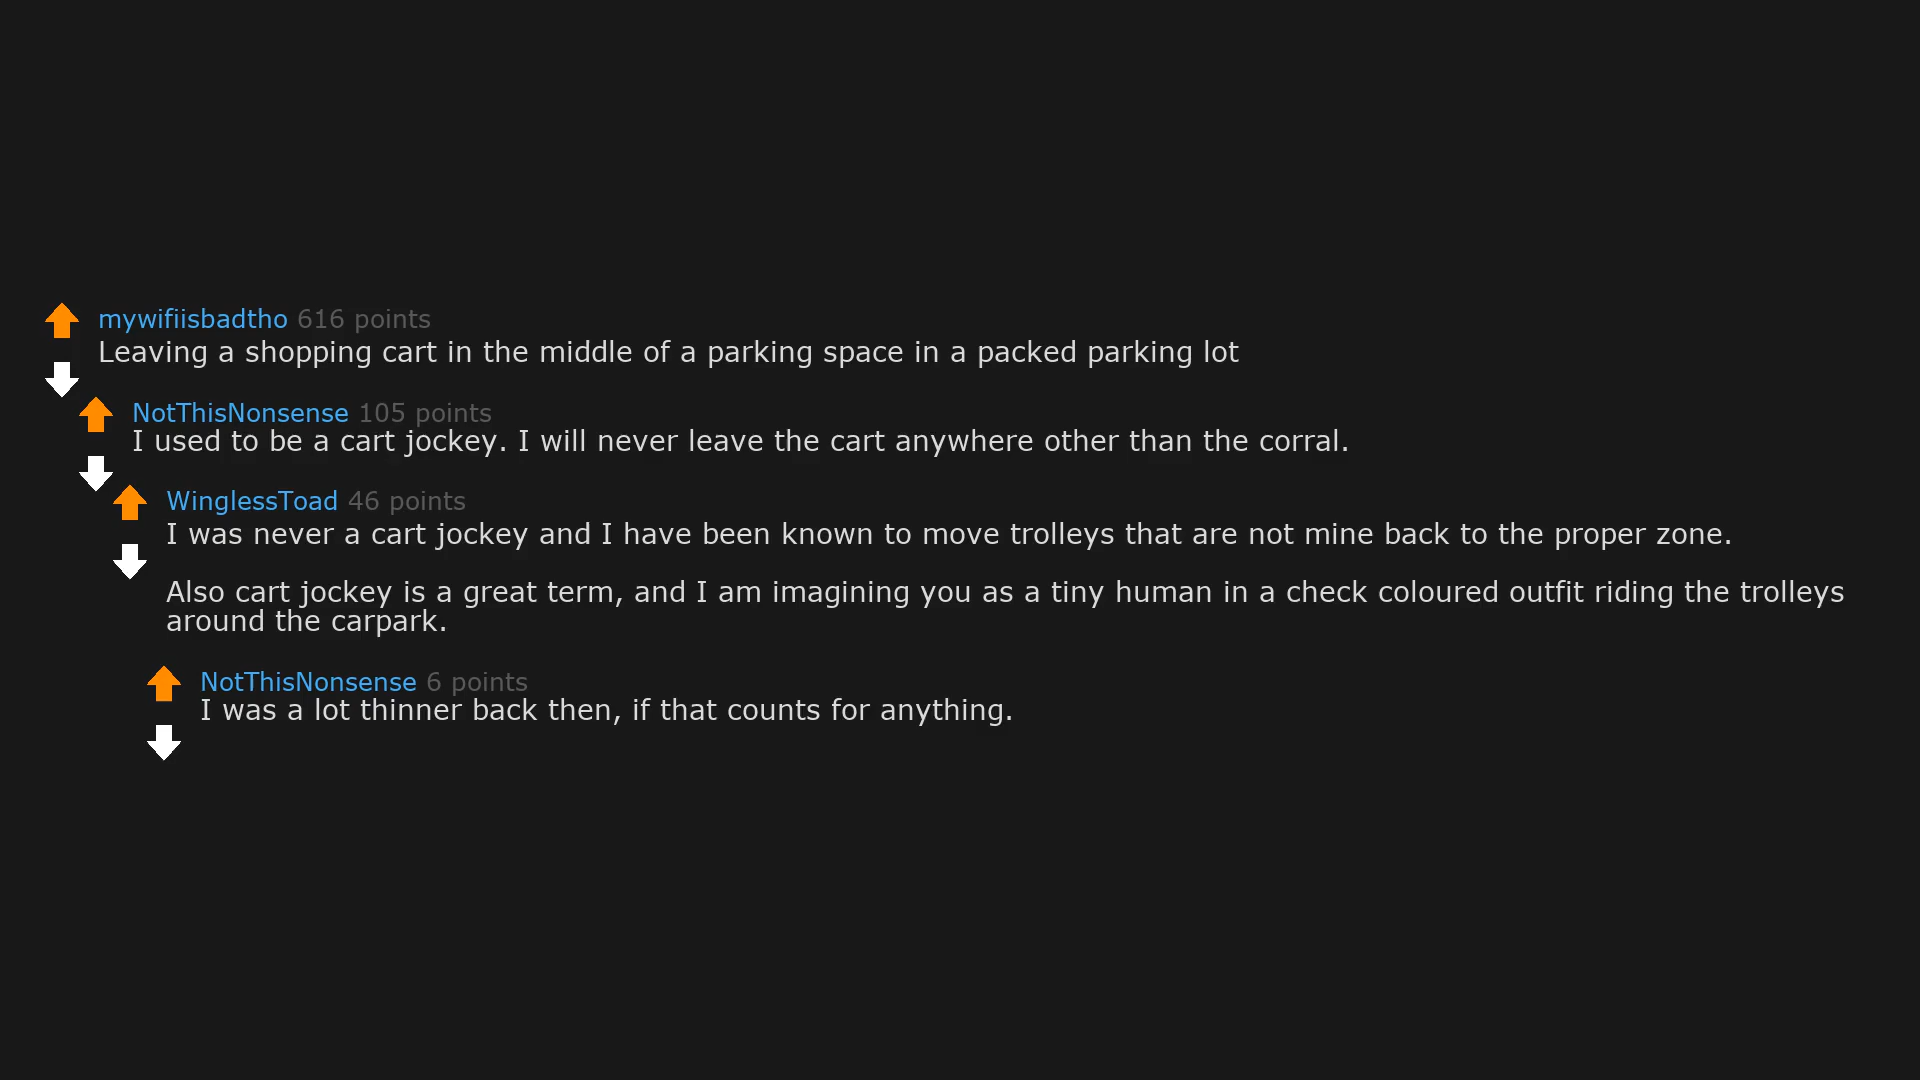 mywifiisbadtho 616 points
Leaving a shopping cart in the middle of a parking space in a packed parking lot
NotThisNonsense 105 points
I used to be a cart jockey. I will never leave the cart anywhere other than the corral.
WinglessToad 46 points
I was never a cart jockey and I have been known to move trolleys that are not mine back to the proper zone.
Also cart jockey is a great term, and I am imagining you as a tiny human in a check coloured outfit riding the trolleys
around the carpark.
NotThisNonsense 6 points
I was a lot thinner back then, if that counts for anything.